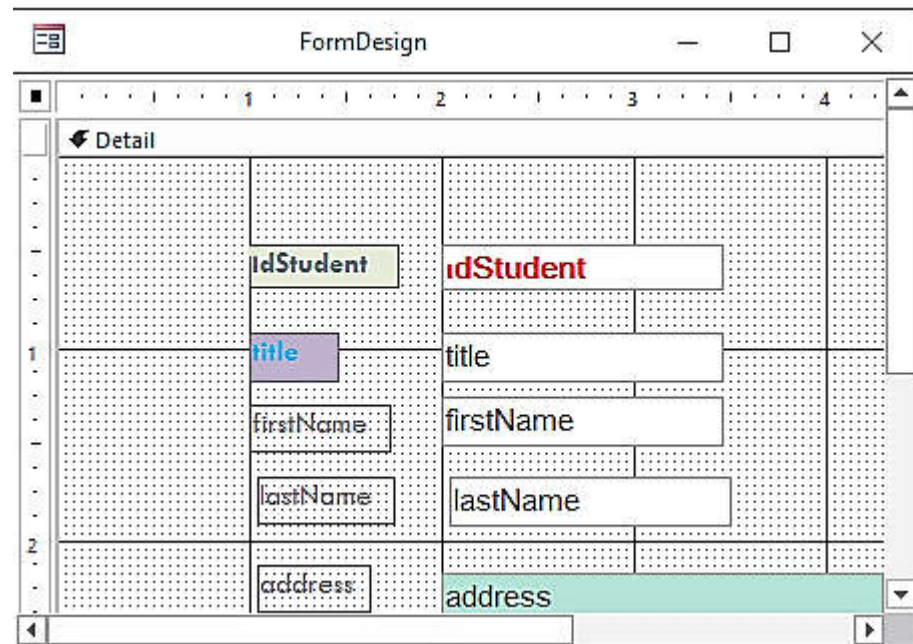 FormDesign
1 2 3 4
Detail
IdStudent idStudent
1
title title
firstName firstName
lastName lastName
2
address address